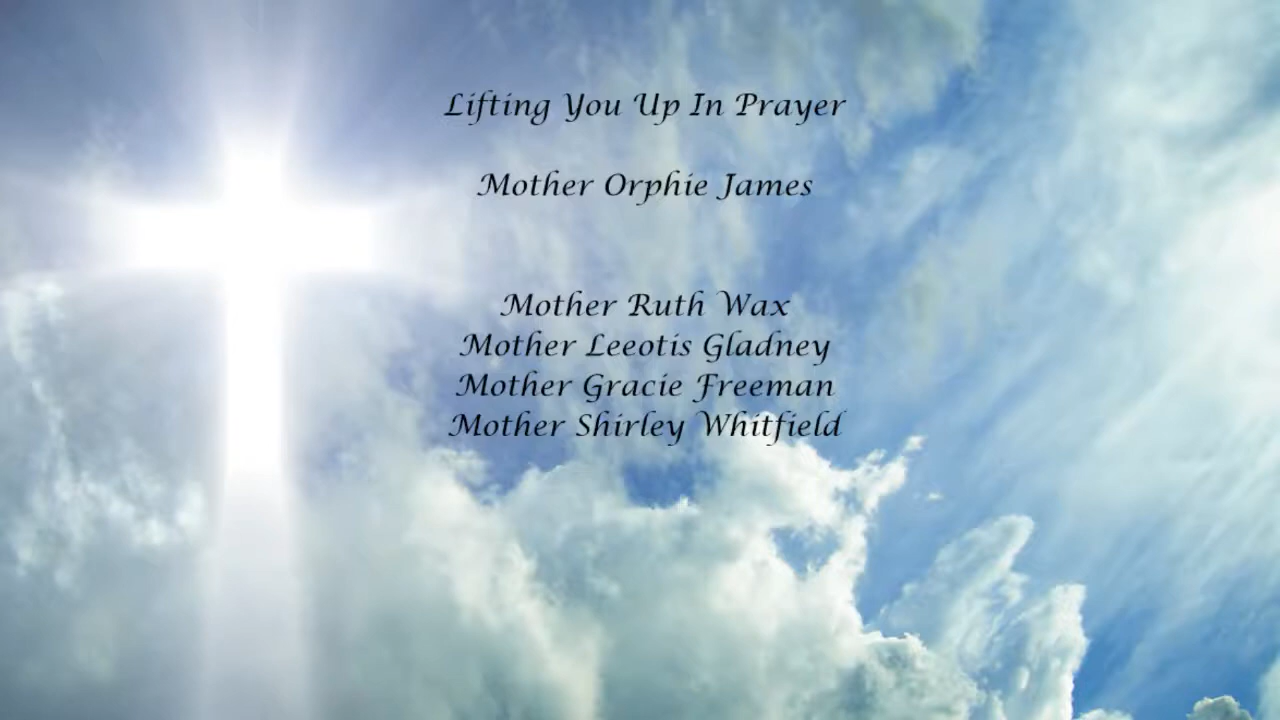 Lifting You Up In Prayer
Mother Orphie James
Mother Ruth Wax
Mother Leeotis Gladney
Mother Gracie Freeman
Mother Shirley Whitfield